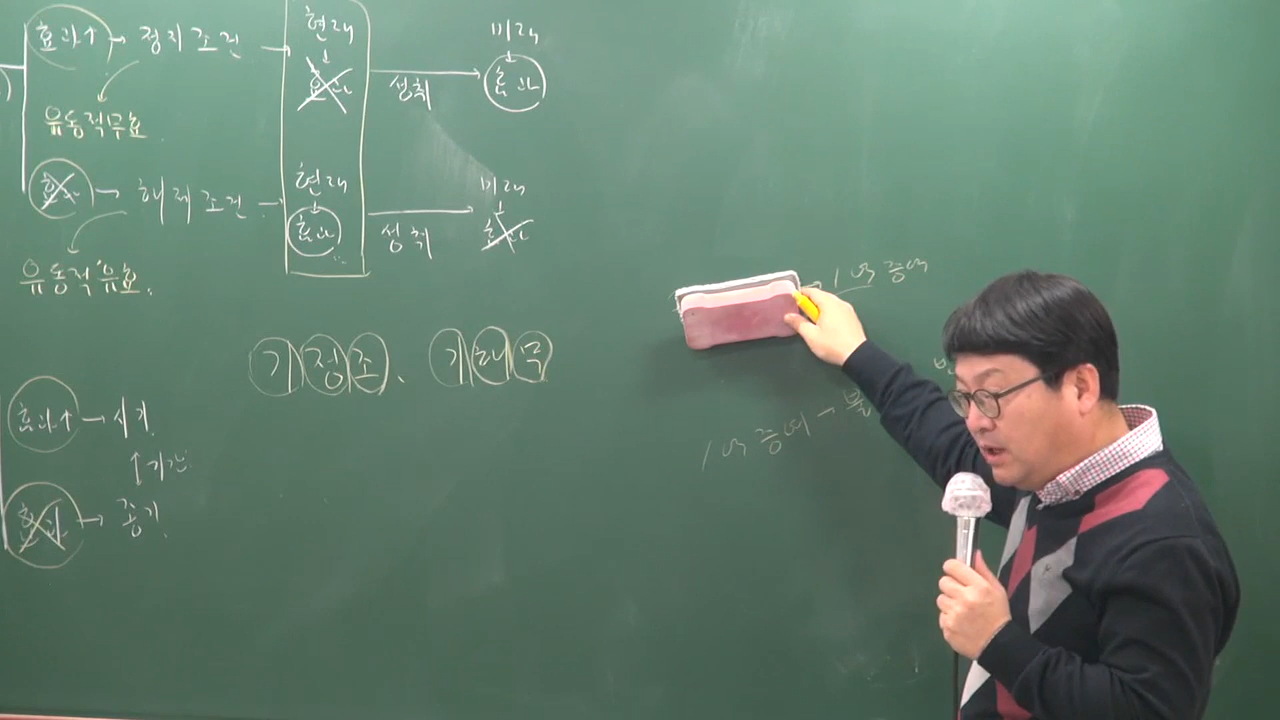 효과↑ → 정지조건 → 현재 효과 성취 → 미래 효과
유동적무효
효과 → 해제조건 → 현재 효과 성취 → 미래 효과
유동적 유효.
기 정 조 、 기 해 무
효과↑ → 시기
↑기간
효과 → 종기
→ 1억 증여
1억 증여 →